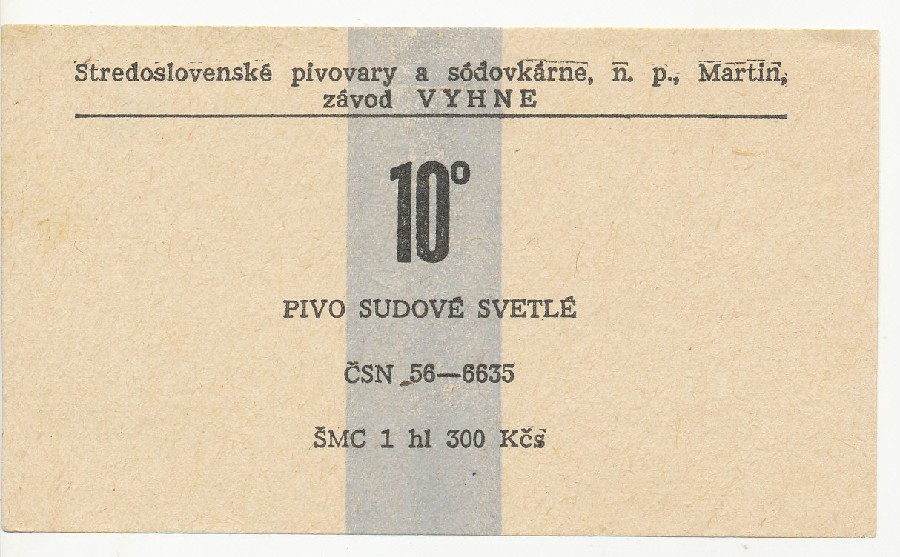 Stredoslovenské pivovary a sódovkárne, n. p., Martin,
závod VYHNE
10°
PIVO SUDOVÉ SVETLÉ
ČSN 56—6635
ŠMC 1 hl 300 Kčs